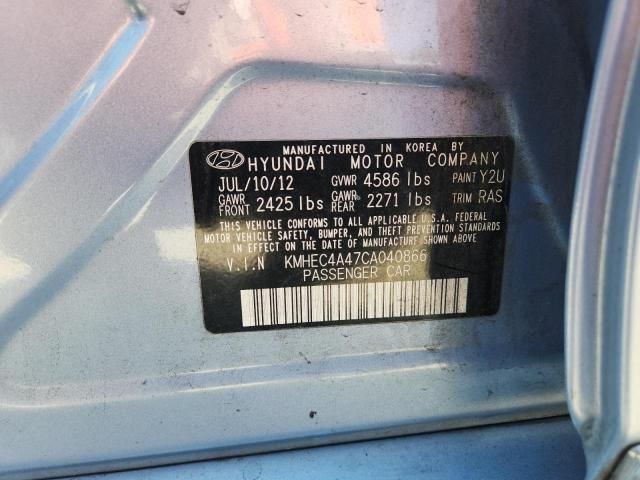 MANUFACTURED IN KOREA BY
HYUNDAI MOTOR COMPANY
JUL/10/12 GVWR 4586 lbs PAINT Y2U
GAWR FRONT 2425 lbs GAWR REAR 2271 lbs TRIM RAS
THIS VEHICLE CONFORMS TO ALL APPLICABLE U.S.A. FEDERAL
MOTOR VEHICLE SAFETY, BUMPER, AND THEFT PREVENTION STANDARDS
IN EFFECT ON THE DATE OF MANUFACTURE SHOWN ABOVE.
V.I.N KMHEC4A47CA040866
PASSENGER CAR